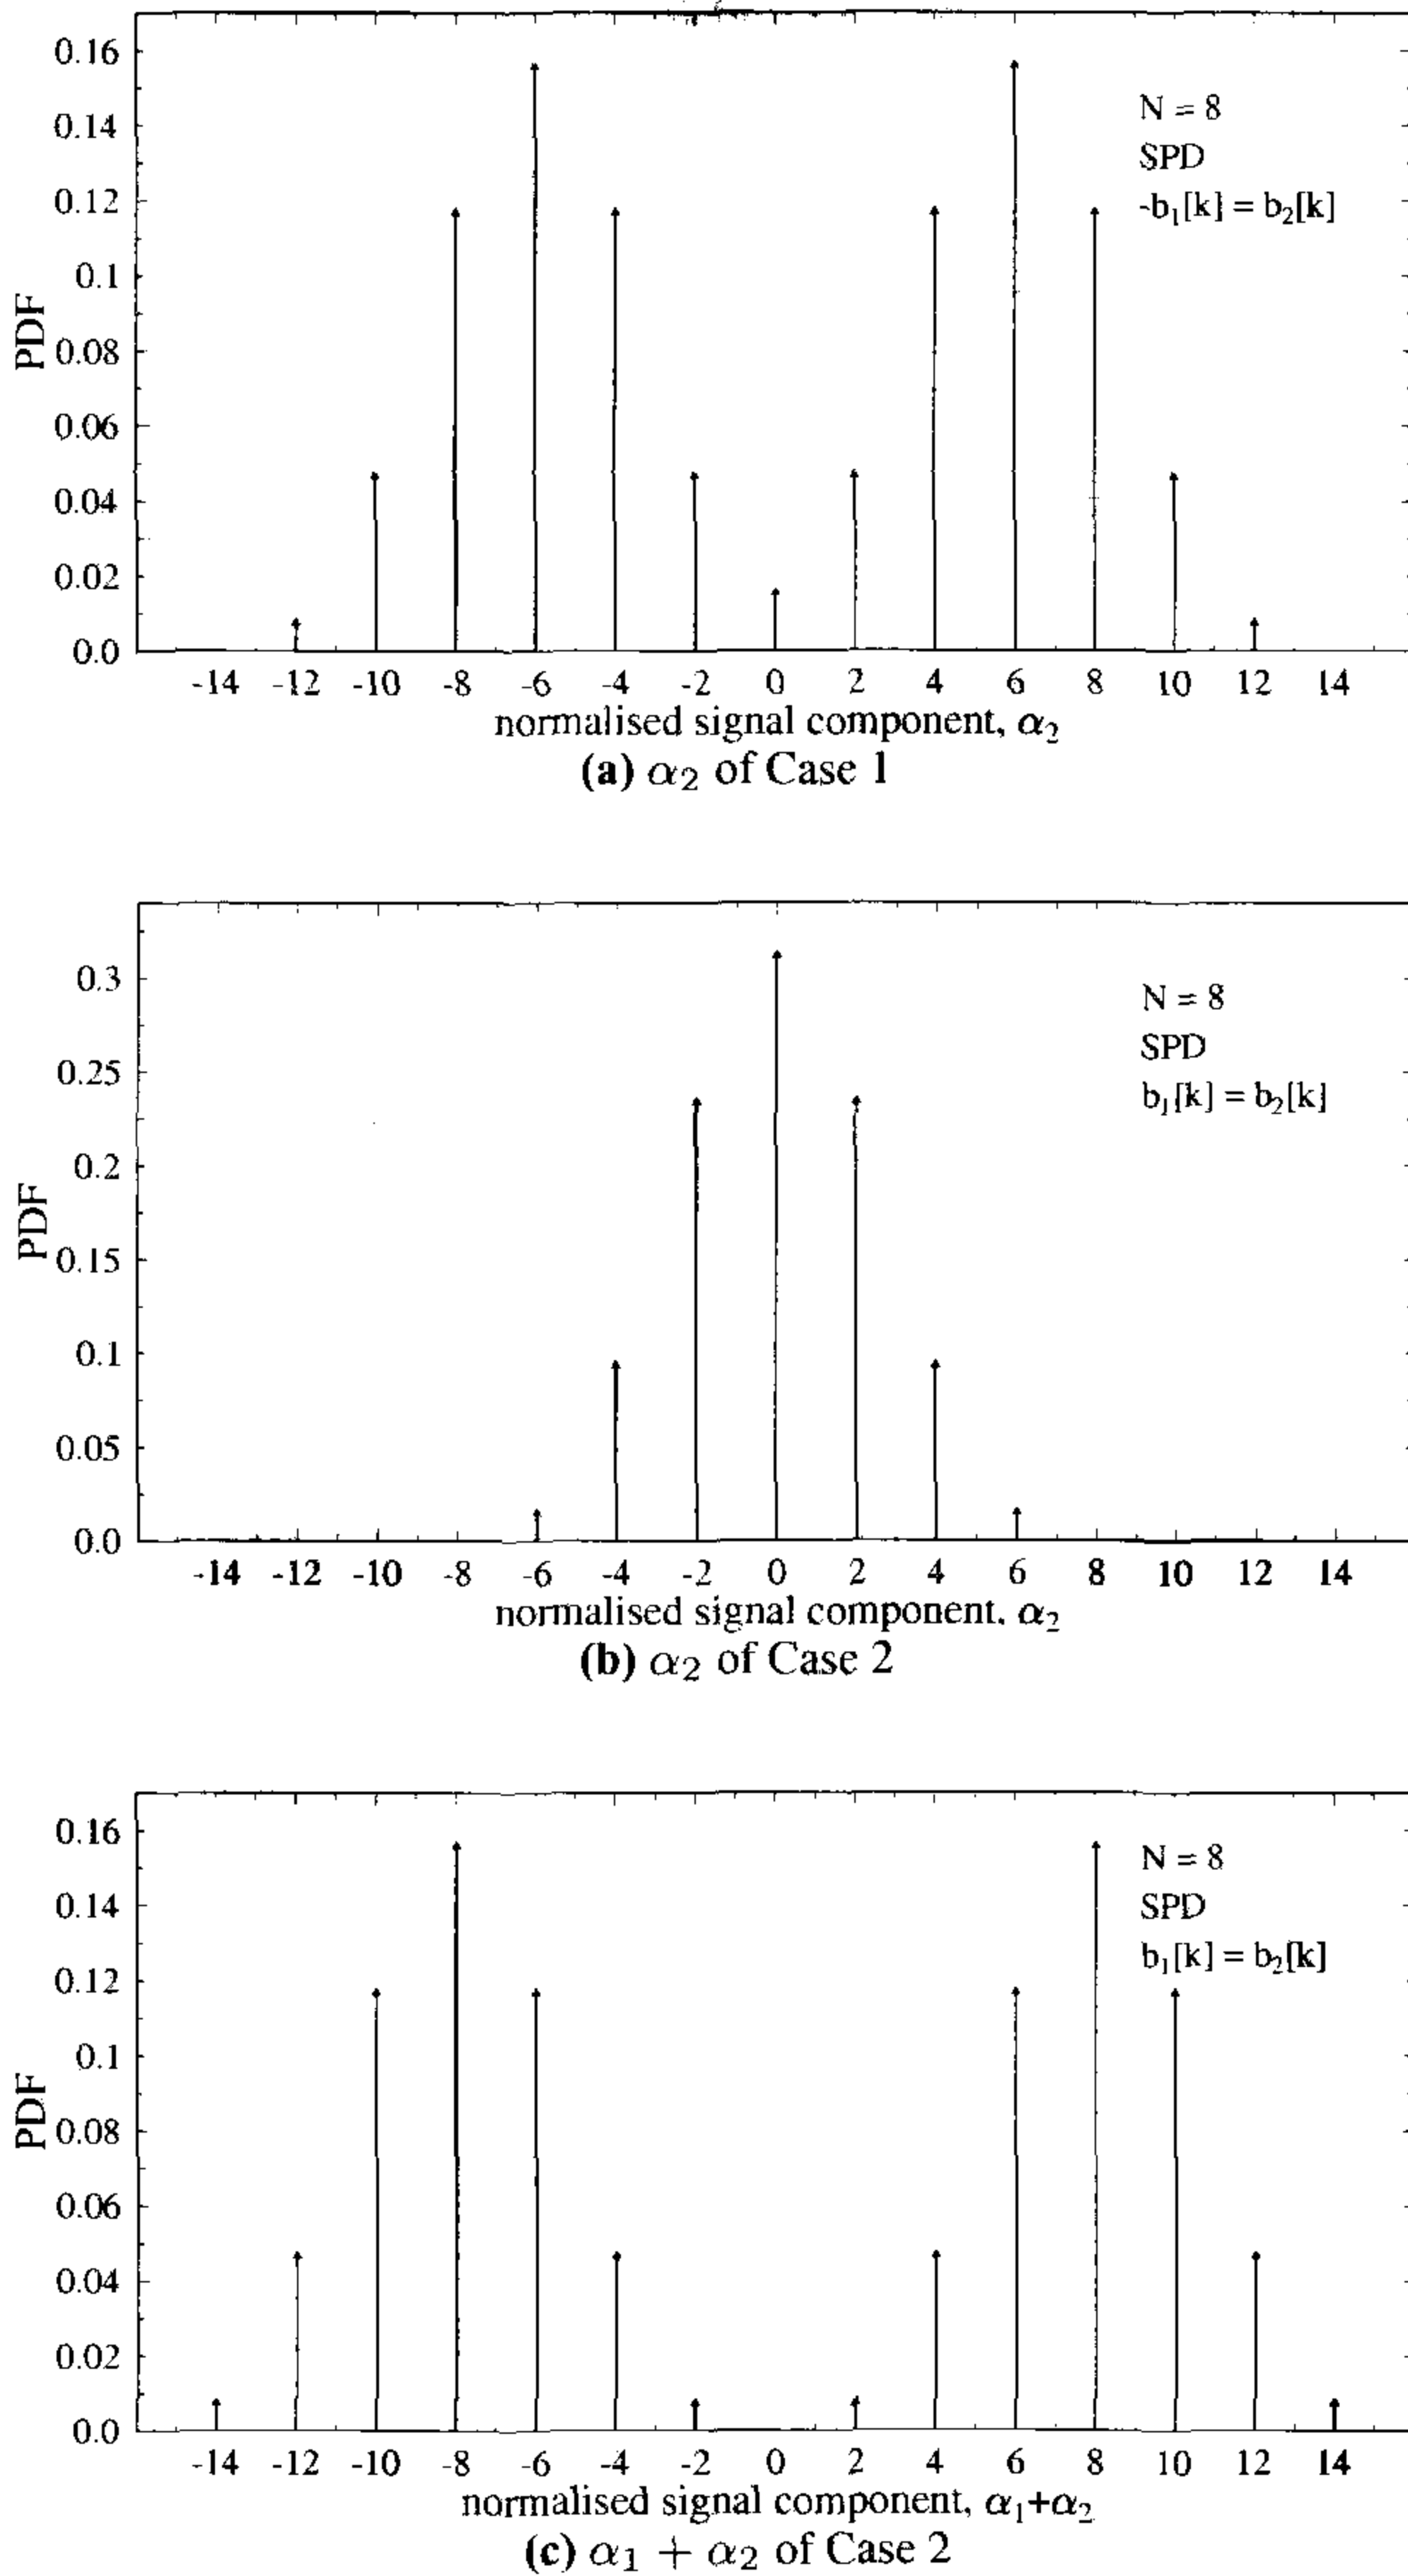 0.16
0.14
0.12
0.1
0.08
0.06
0.04
0.02
0.0
PDF
N = 8
SPD
-b₁[k] = b₂[k]
-14 -12 -10 -8 -6 -4 -2 0 2 4 6 8 10 12 14
normalised signal component, α₂
(a) α₂ of Case 1
0.3
0.25
0.2
0.15
0.1
0.05
0.0
PDF
N = 8
SPD
b₁[k] = b₂[k]
-14 -12 -10 -8 -6 -4 -2 0 2 4 6 8 10 12 14
normalised signal component, α₂
(b) α₂ of Case 2
0.16
0.14
0.12
0.1
0.08
0.06
0.04
0.02
0.0
PDF
N = 8
SPD
b₁[k] = b₂[k]
-14 -12 -10 -8 -6 -4 -2 0 2 4 6 8 10 12 14
normalised signal component, α₁+α₂
(c) α₁ + α₂ of Case 2